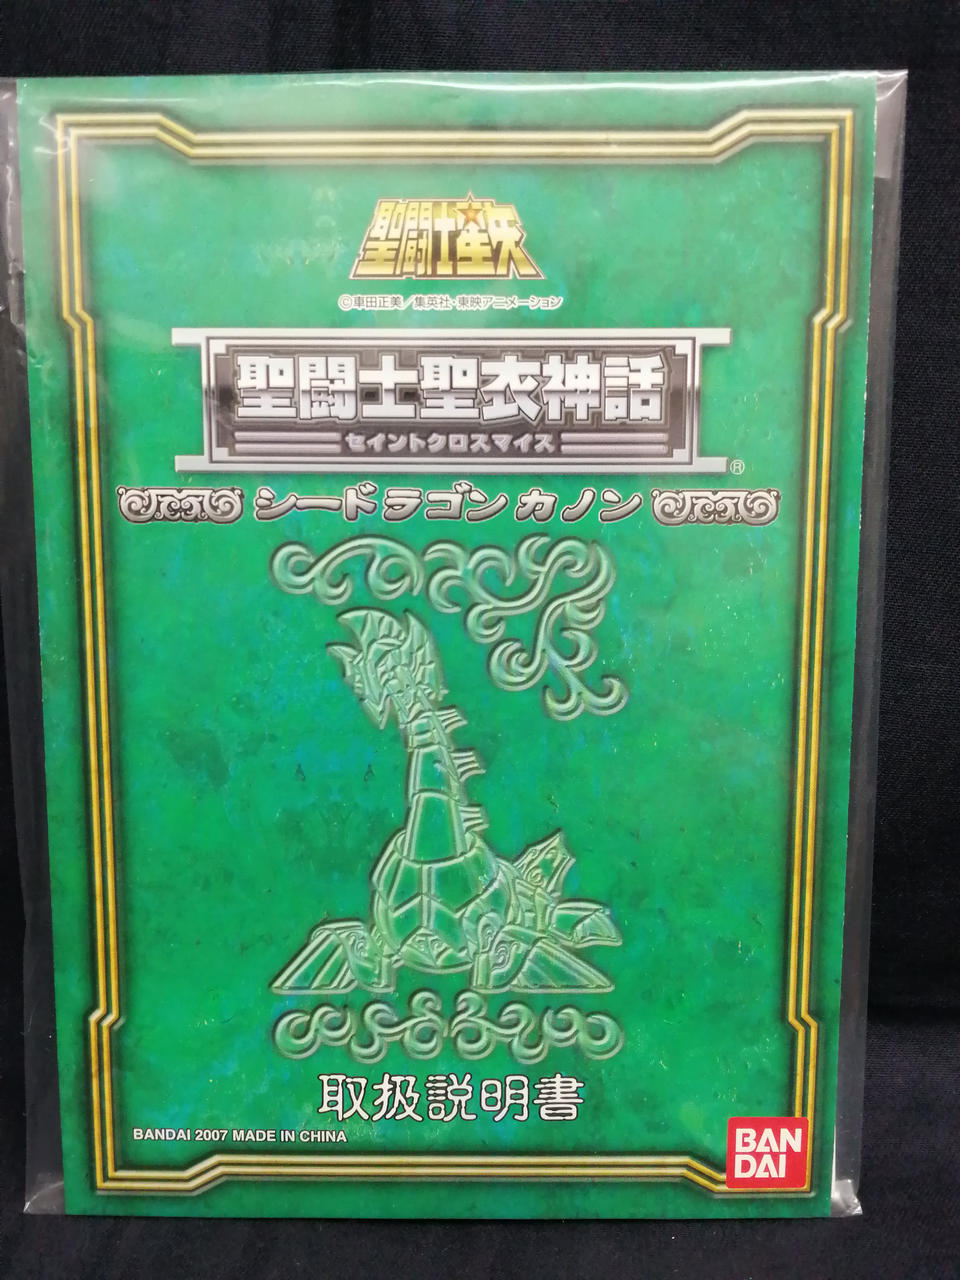 聖闘士星矢
©車田正美/集英社・東映アニメーション
聖闘士聖衣神話
セイントクロスマイス
®
シードラゴン カノン
取扱説明書
BANDAI 2007 MADE IN CHINA
BAN
DAI